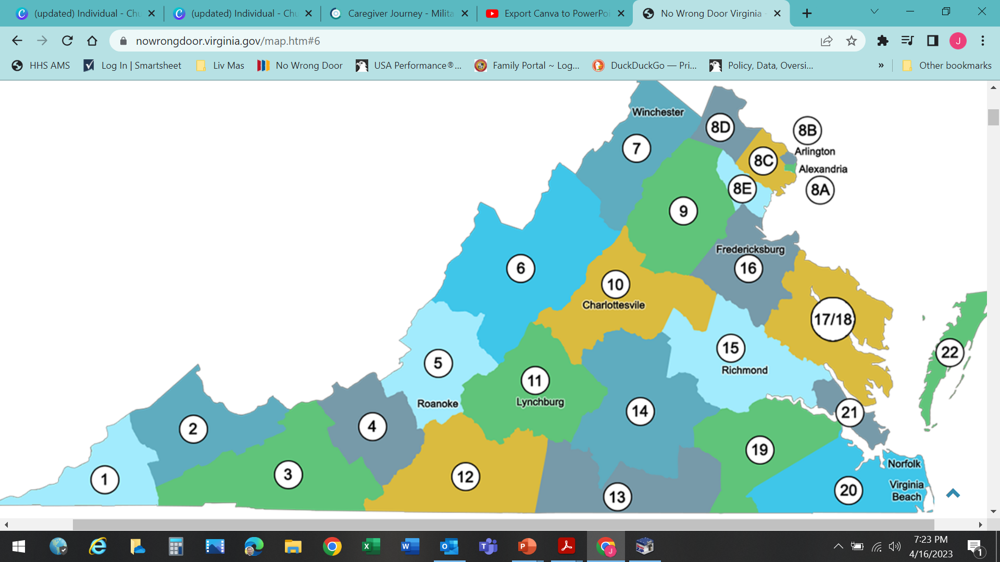 (updated) Individual - Chu
(updated) Individual - Chu
Caregiver Journey - Milita
Export Canva to PowerPoi
No Wrong Door Virginia -
nowrongdoor.virginia.gov/map.htm#6
J
HHS AMS
Log In | Smartsheet
Liv Mas
No Wrong Door
USA Performance®...
Family Portal ~ Log...
DuckDuckGo — Pri...
Policy, Data, Oversi...
»
Other bookmarks
Winchester
7
8D
8B
Arlington
8C
Alexandria
8A
8E
9
Fredericksburg
16
6
10
Charlottesvile
17/18
15
Richmond
22
5
Roanoke
11
Lynchburg
14
21
2
4
19
Norfolk
1
3
12
13
20
Virginia
Beach
7:23 PM
4/16/2023
1